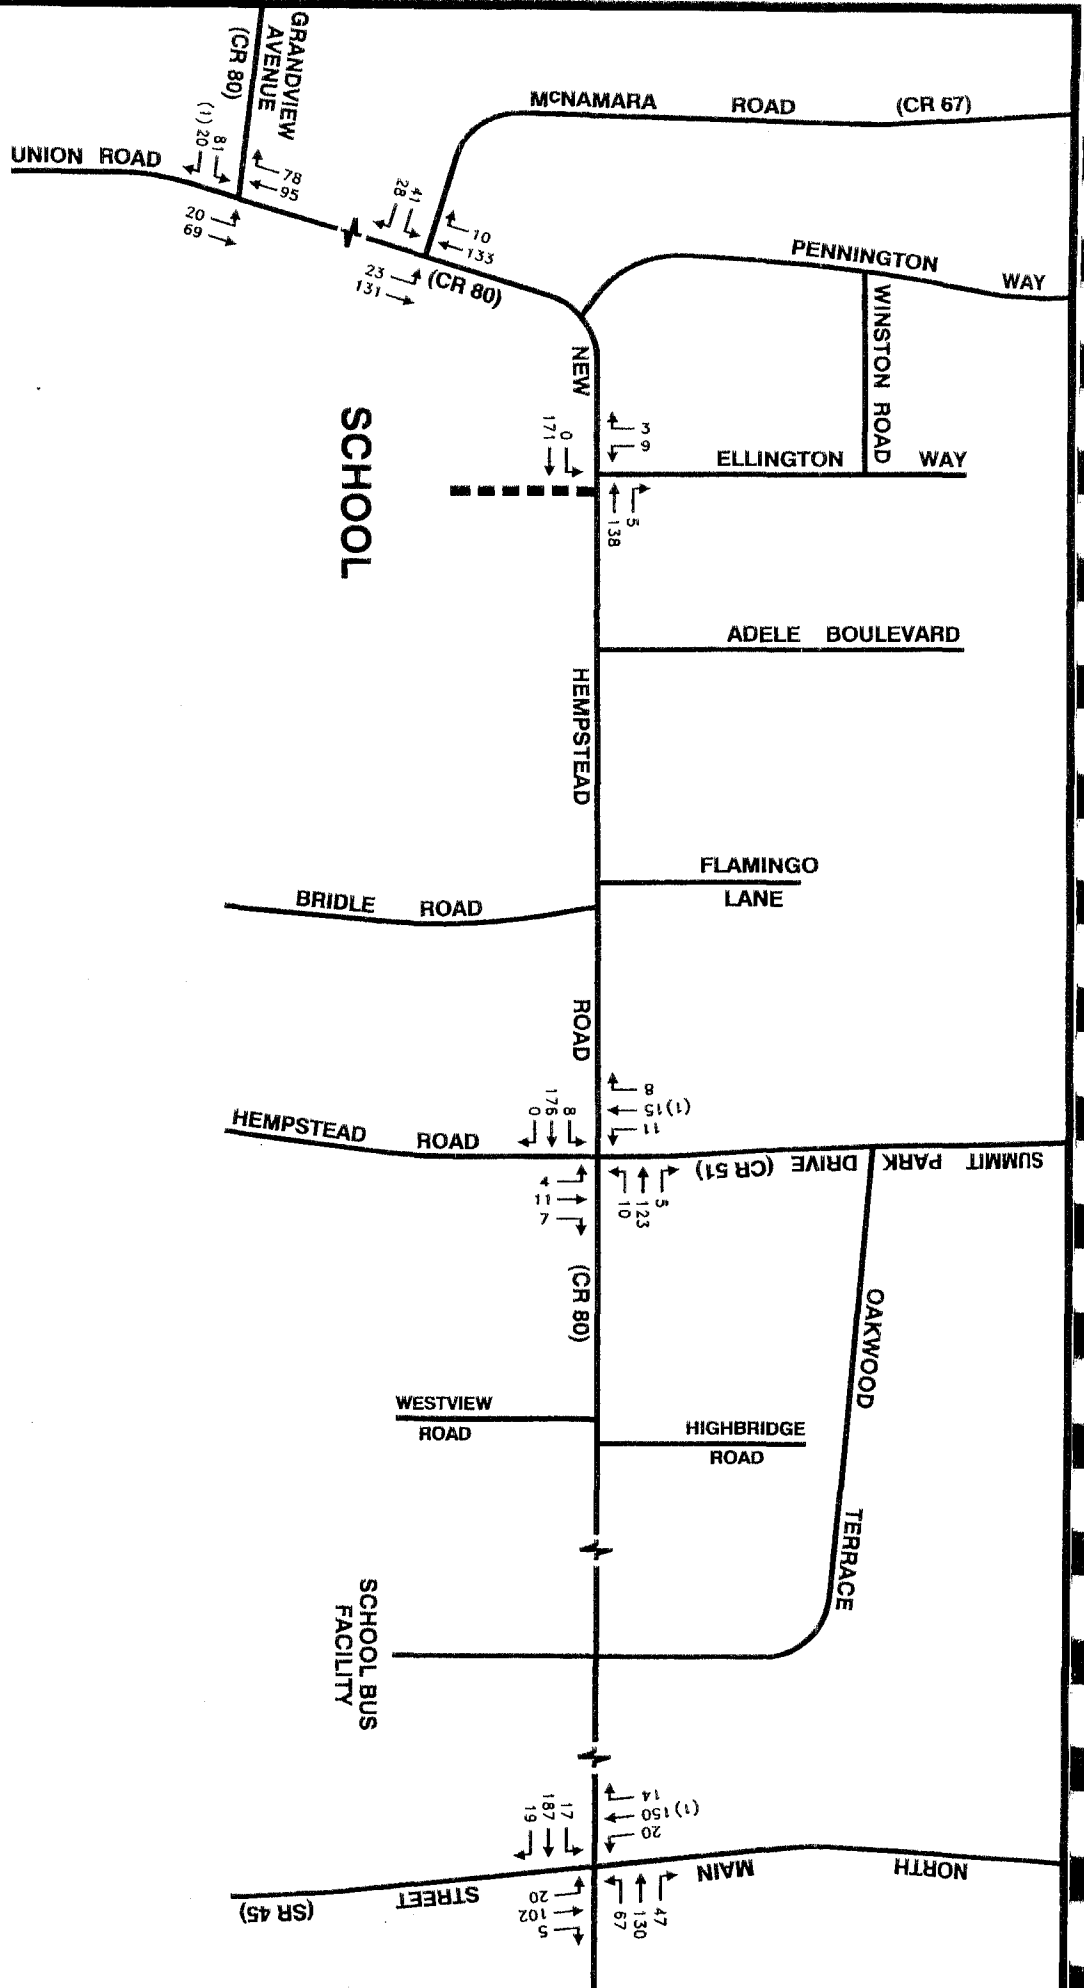 GRANDVIEW
AVENUE
(CR 80)
81
(1) 20
78
95
UNION ROAD
20
69
McNAMARA ROAD (CR 67)
41
28
10
133
23
131
(CR 80)
PENNINGTON WAY
WINSTON ROAD
NEW HEMPSTEAD ROAD (CR 80)
3
9
0
171
ELLINGTON WAY
5
138
SCHOOL
ADELE BOULEVARD
FLAMINGO
LANE
BRIDLE ROAD
8
(1)15
11
8
176
0
HEMPSTEAD ROAD
SUMMIT PARK DRIVE (CR 51)
4
11
7
5
123
10
OAKWOOD TERRACE
WESTVIEW
ROAD
HIGHBRIDGE
ROAD
SCHOOL BUS
FACILITY
14
(1)150
20
17
187
19
NORTH MAIN STREET (SR 45)
20
102
5
47
130
67